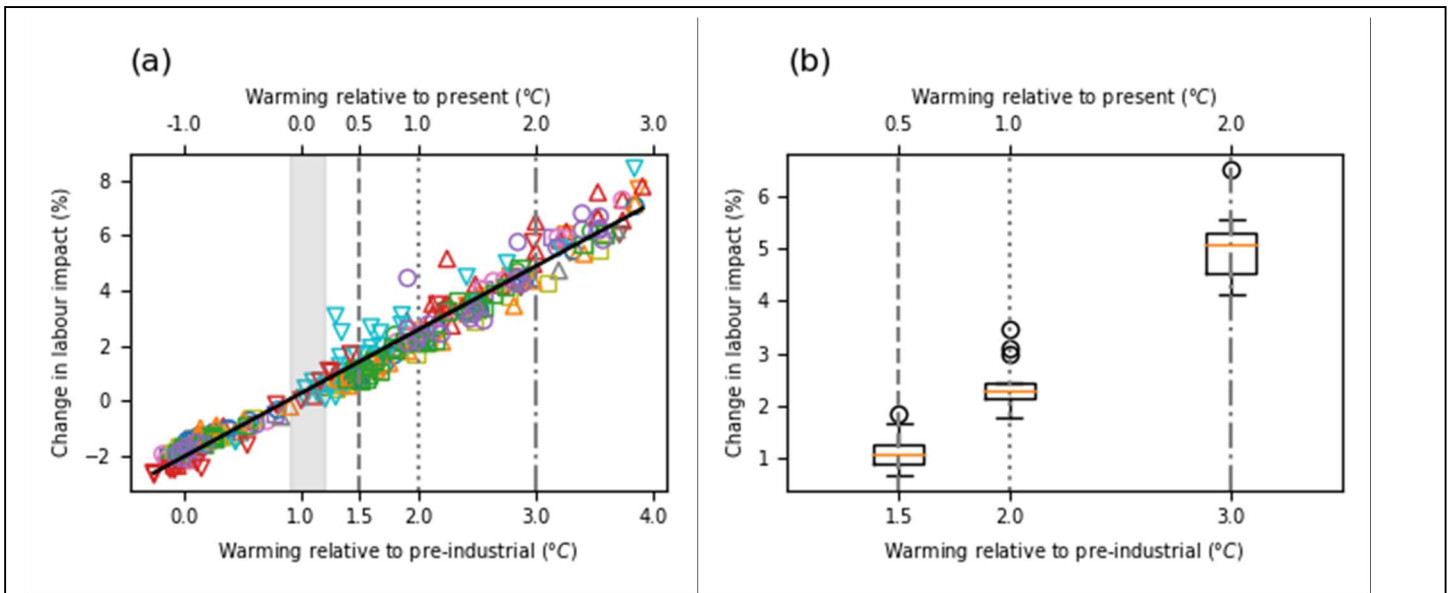 (a)
Warming relative to present (°C)
-1.0 0.0 0.5 1.0 2.0 3.0
Change in labour impact (%)
8
6
4
2
0
−2
0.0 1.0 1.5 2.0 3.0 4.0
Warming relative to pre-industrial (°C)
(b)
Warming relative to present (°C)
0.5 1.0 2.0
Change in labour impact (%)
6
5
4
3
2
1
1.5 2.0 3.0
Warming relative to pre-industrial (°C)